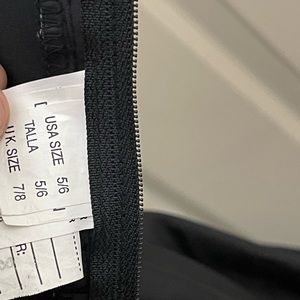 [ USA SIZE 5/6 ]
TALLA 5/6
U.K. SIZE 7/8
R: